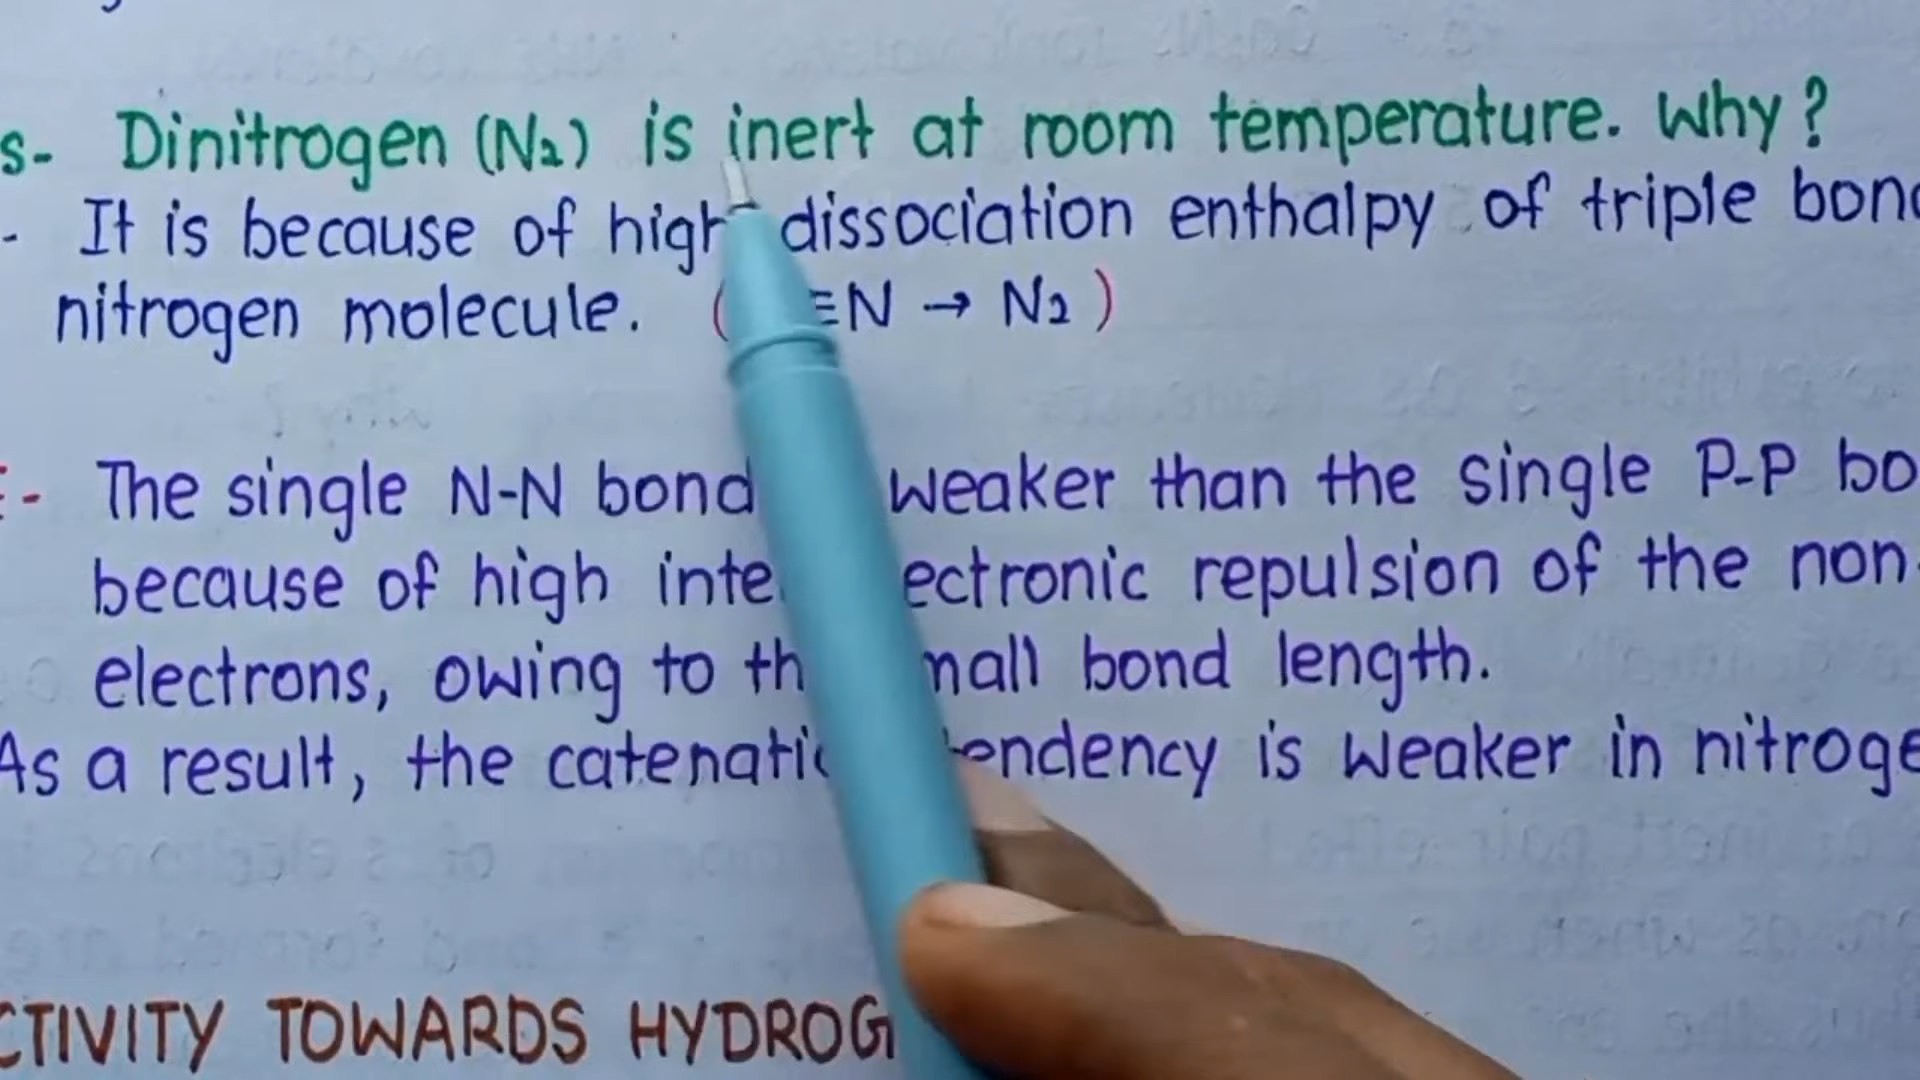 s- Dinitrogen (N₂) is inert at room temperature. Why?
- It is because of high dissociation enthalpy of triple bon
nitrogen molecule. ( ≡N → N₂ )
:- The single N-N bond weaker than the single P-P bo
because of high inte ectronic repulsion of the non-
electrons, owing to th mall bond length.
As a result, the catenati tendency is weaker in nitroge
CTIVITY TOWARDS HYDROG